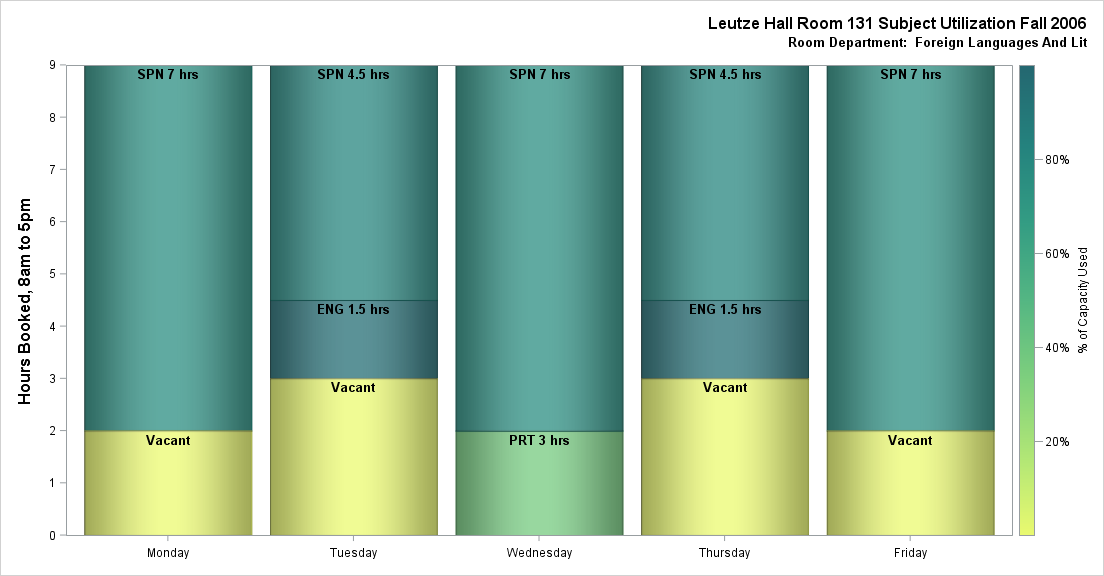 Leutze Hall Room 131 Subject Utilization Fall 2006
Room Department: Foreign Languages And Lit
Hours Booked, 8am to 5pm
9
8
7
6
5
4
3
2
1
0
SPN 7 hrs
Vacant
SPN 4.5 hrs
ENG 1.5 hrs
Vacant
SPN 7 hrs
PRT 3 hrs
SPN 4.5 hrs
ENG 1.5 hrs
Vacant
SPN 7 hrs
Vacant
Monday
Tuesday
Wednesday
Thursday
Friday
80%
60%
40%
20%
% of Capacity Used